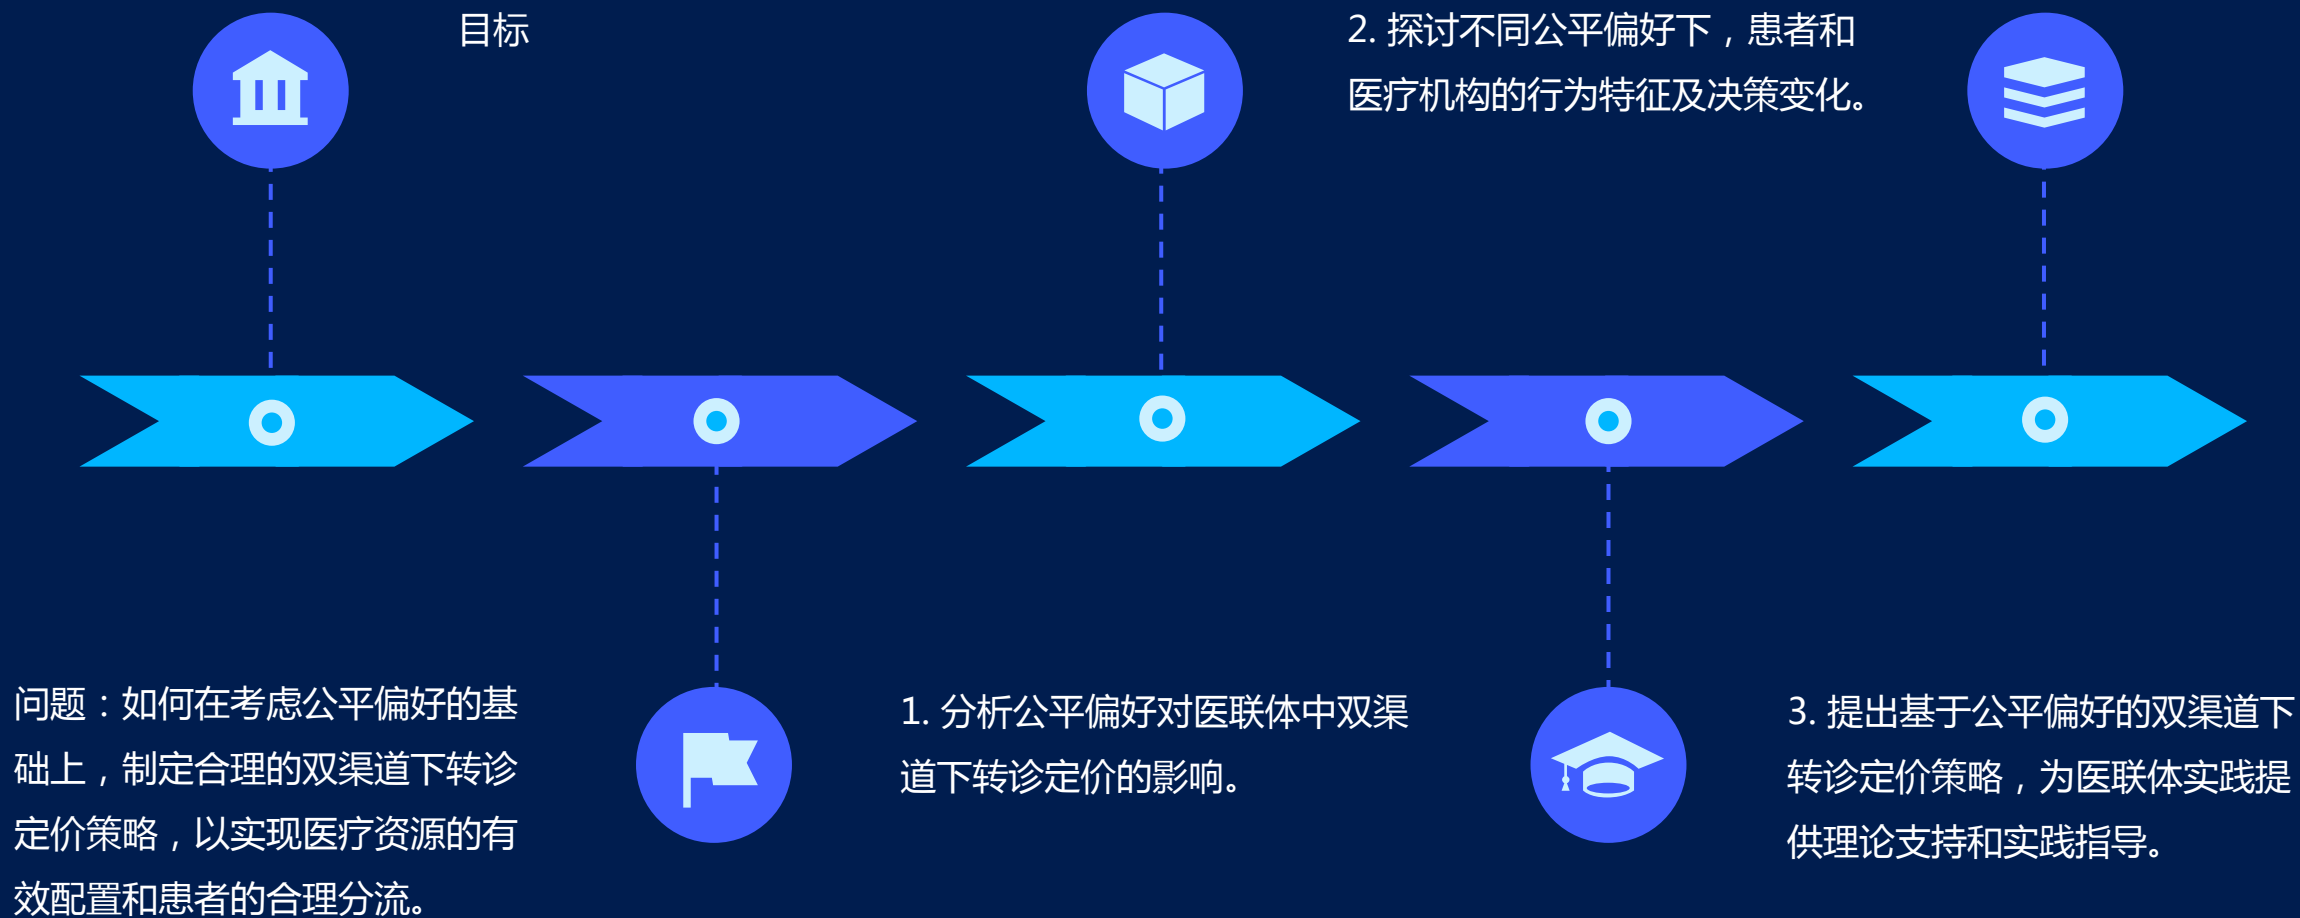 问题：如何在考虑公平偏好的基
础上，制定合理的双渠道下转诊
定价策略，以实现医疗资源的有
效配置和患者的合理分流。
目标
1. 分析公平偏好对医联体中双渠
道下转诊定价的影响。
2. 探讨不同公平偏好下，患者和
医疗机构的行为特征及决策变化。
3. 提出基于公平偏好的双渠道下
转诊定价策略，为医联体实践提
供理论支持和实践指导。